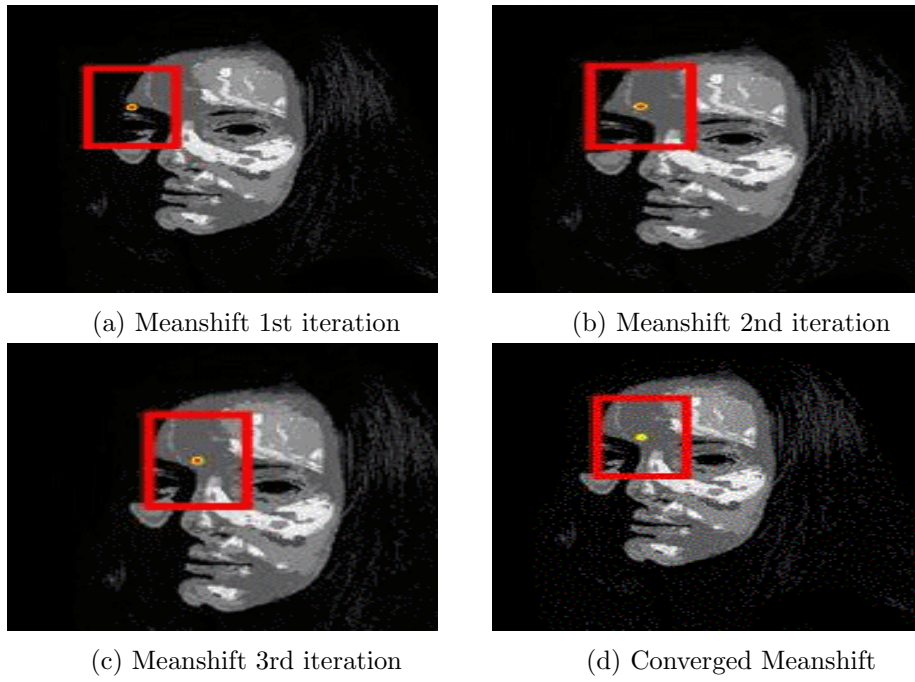 (a) Meanshift 1st iteration
(b) Meanshift 2nd iteration
(c) Meanshift 3rd iteration
(d) Converged Meanshift